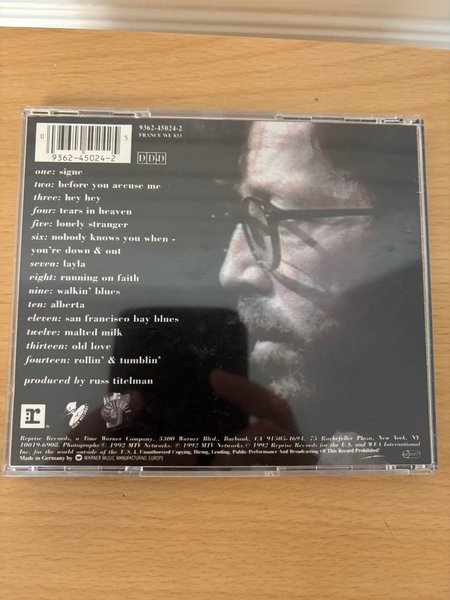 9362-45024-2
FRANCE WE 833
0 5
9362-45024-2
DDD
one: signe
two: before you accuse me
three: hey hey
four: tears in heaven
five: lonely stranger
six: nobody knows you when -
you're down & out
seven: layla
eight: running on faith
nine: walkin' blues
ten: alberta
eleven: san francisco bay blues
twelve: malted milk
thirteen: old love
fourteen: rollin' & tumblin'
produced by russ titelman
r
Reprise Records, a Time Warner Company. 3300 Warner Blvd., Burbank, CA 91505-4694. 75 Rockefeller Plaza, New York, NY
10019-6908. Photographs ℗ 1992 MTV Networks. © 1992 MTV Networks. © 1992 Reprise Records for the U.S. and WEA International
Inc. for the world outside of the U.S. Unauthorized Copying, Hiring, Lending, Public-Performance And Broadcasting Of This Record Prohibited!
Made in Germany by WARNER MUSIC MANUFACTURING EUROPE